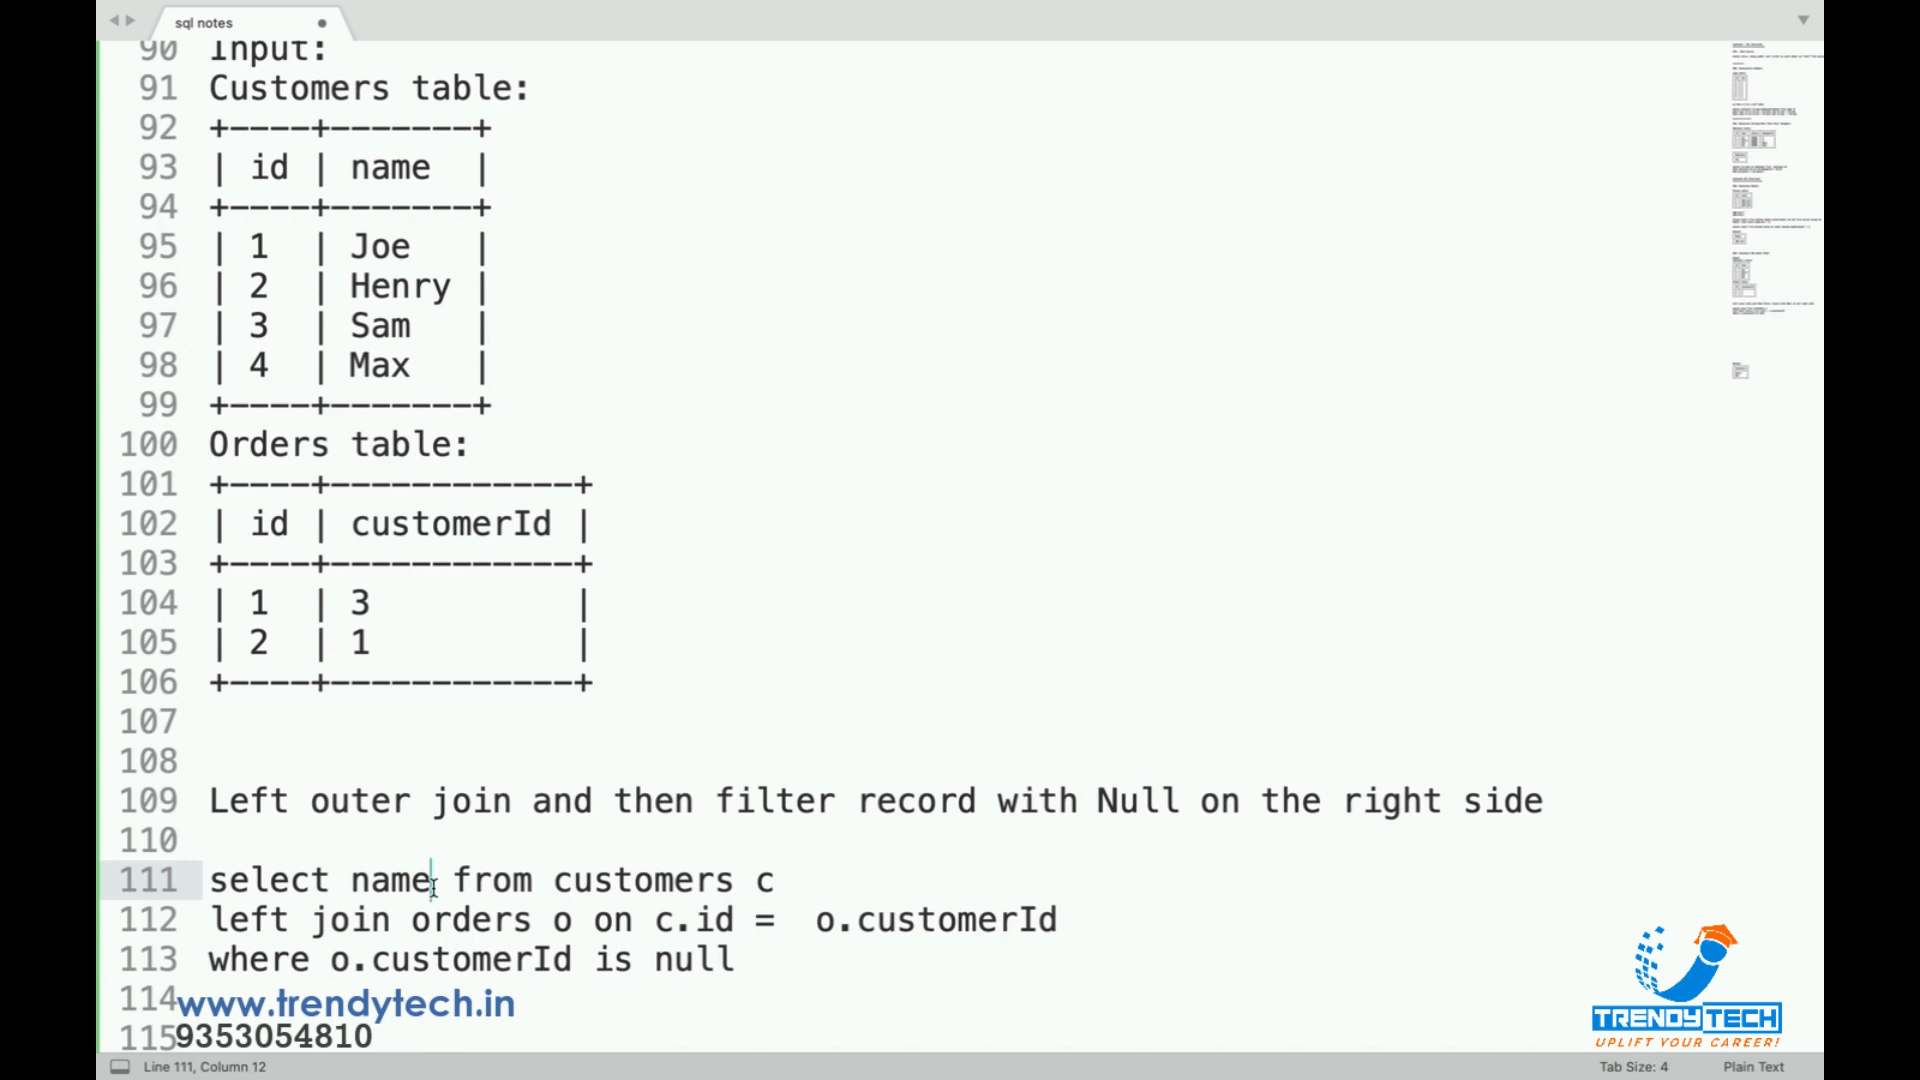 sql notes
90 Input:
91 Customers table:
92 +----+-------+
93 | id | name  |
94 +----+-------+
95 | 1  | Joe   |
96 | 2  | Henry |
97 | 3  | Sam   |
98 | 4  | Max   |
99 +----+-------+
100 Orders table:
101 +----+------------+
102 | id | customerId |
103 +----+------------+
104 | 1  | 3          |
105 | 2  | 1          |
106 +----+------------+
107
108
109 Left outer join and then filter record with Null on the right side
110
111 select name from customers c
112 left join orders o on c.id =  o.customerId
113 where o.customerId is null
114
www.trendytech.in
115
9353054810
TRENDYTECH
UPLIFT YOUR CAREER!
Line 111, Column 12
Tab Size: 4
Plain Text